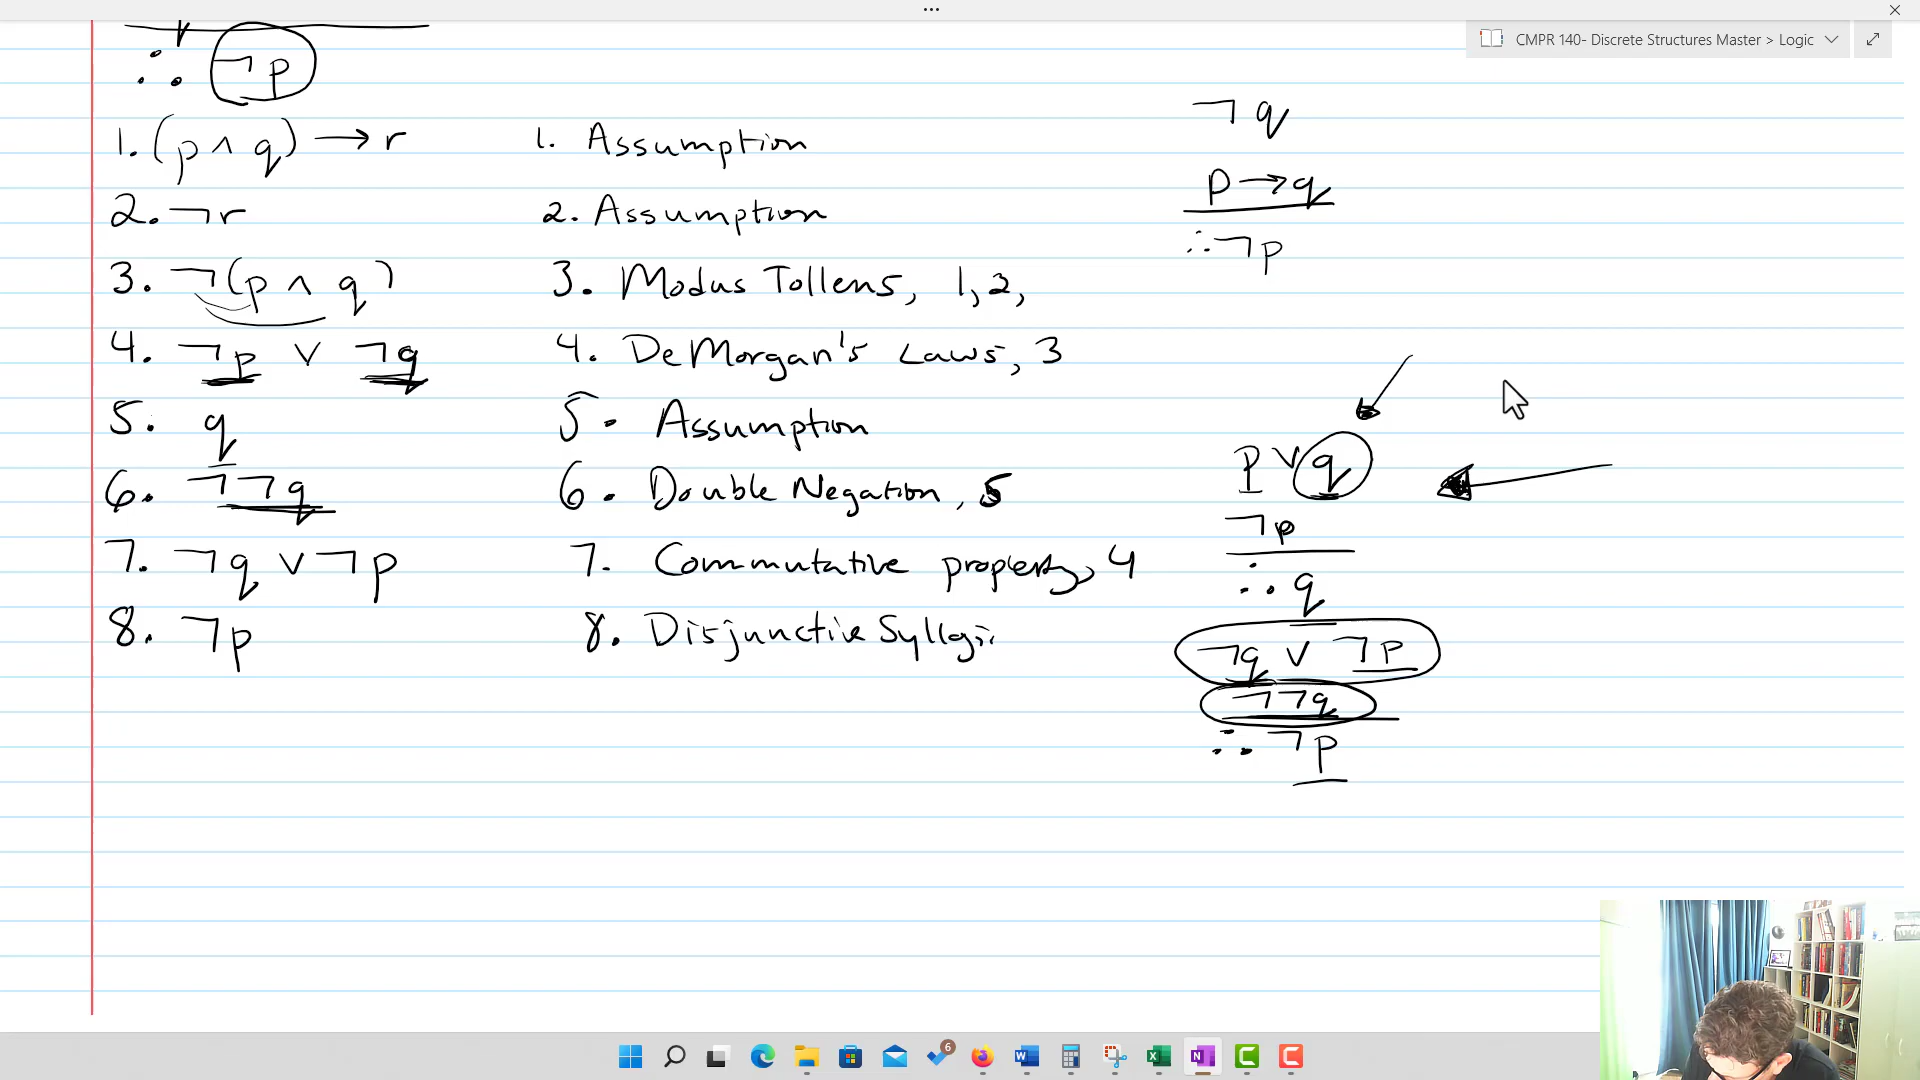 CMPR 140- Discrete Structures Master > Logic
∴ ¬p
1. (p ∧ q) → r 1. Assumption
2. ¬r 2. Assumption
3. ¬(p ∧ q) 3. Modus Tollens, 1,2,
4. ¬p ∨ ¬q 4. DeMorgan's Laws, 3
5. q 5. Assumption
6. ¬¬q 6. Double Negation, 5
7. ¬q ∨ ¬p 7. Commutative property, 4
8. ¬p 8. Disjunctive Syllogi
¬q
p → q
∴ ¬p
p ∨ q
¬p
∴ q
¬q ∨ ¬p
¬¬q
∴ ¬p
6